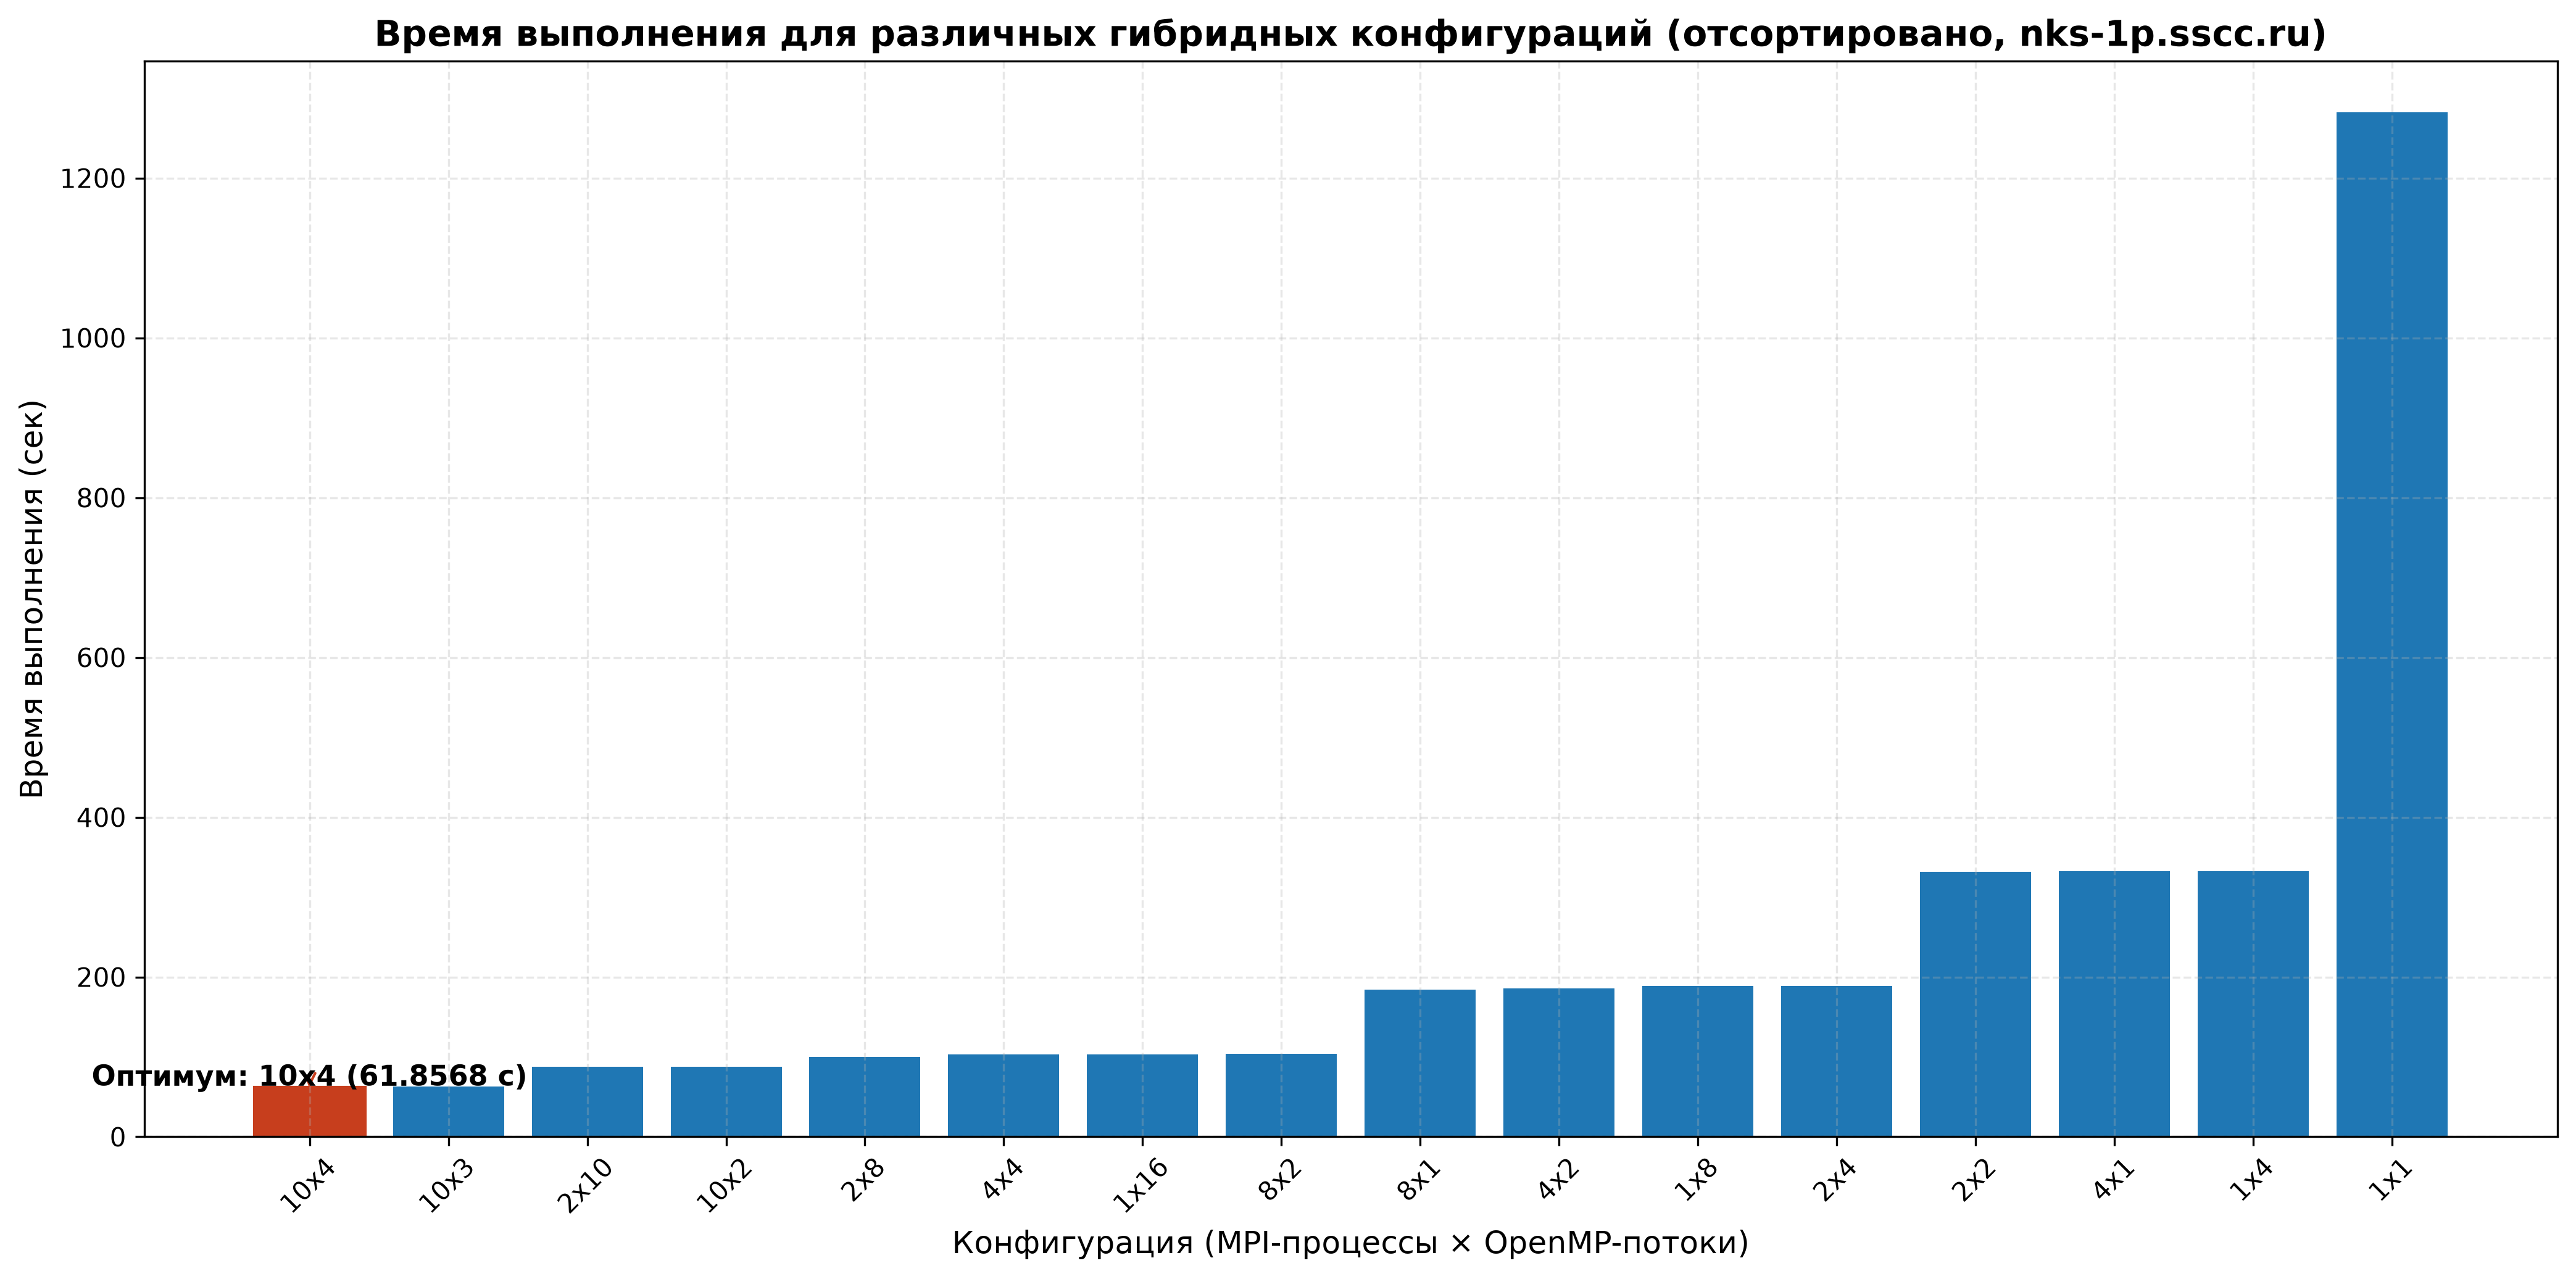 Время выполнения для различных гибридных конфигураций (отсортировано, nks-1p.sscc.ru)
Время выполнения (сек)
1200
1000
800
600
400
200
0
Оптимум: 10x4 (61.8568 с)
10x4
10x3
2x10
10x2
2x8
4x4
1x16
8x2
8x1
4x2
1x8
2x4
2x2
4x1
1x4
1x1
Конфигурация (MPI-процессы × OpenMP-потоки)